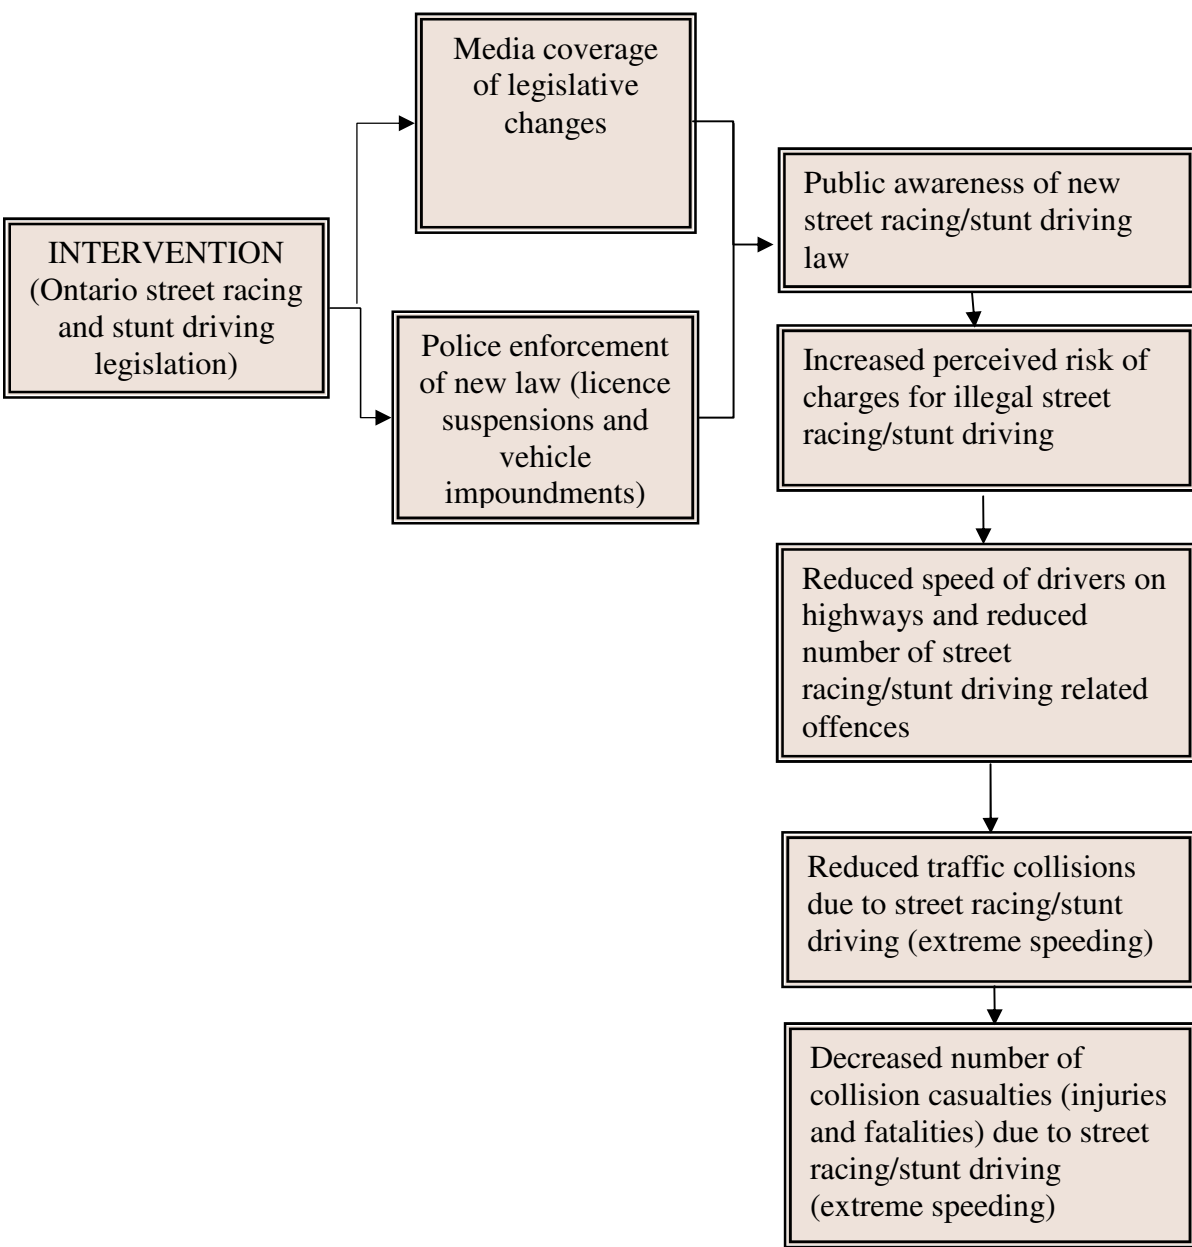 Media coverage
of legislative
changes
INTERVENTION
(Ontario street racing
and stunt driving
legislation)
Police enforcement
of new law (licence
suspensions and
vehicle
impoundments)
Public awareness of new
street racing/stunt driving
law
Increased perceived risk of
charges for illegal street
racing/stunt driving
Reduced speed of drivers on
highways and reduced
number of street
racing/stunt driving related
offences
Reduced traffic collisions
due to street racing/stunt
driving (extreme speeding)
Decreased number of
collision casualties (injuries
and fatalities) due to street
racing/stunt driving
(extreme speeding)